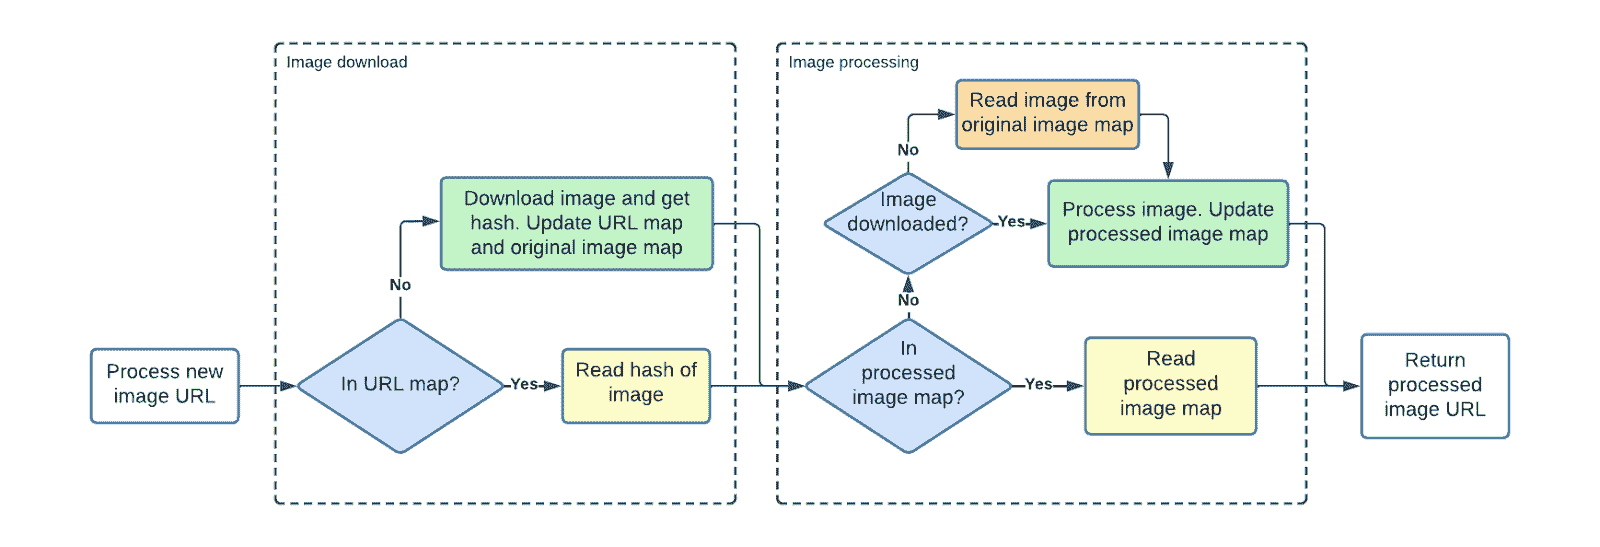 Image download
Image processing
Read image from
original image map
No
Image
downloaded?
Yes
Process image. Update
processed image map
Download image and get
hash. Update URL map
and original image map
No
No
Process new
image URL
In URL map?
Yes
Read hash of
image
In
processed
image map?
Yes
Read
processed
image map
Return
processed
image URL